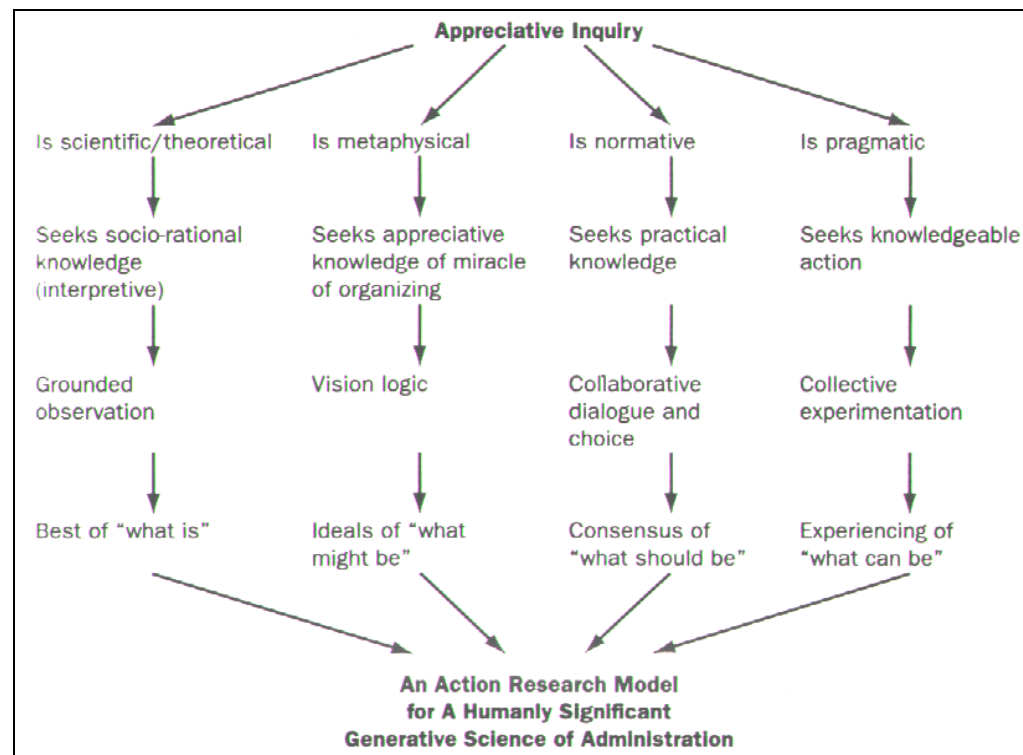 Appreciative Inquiry
Is scientific/theoretical
Is metaphysical
Is normative
Is pragmatic
Seeks socio-rational
knowledge
(interpretive)
Seeks appreciative
knowledge of miracle
of organizing
Seeks practical
knowledge
Seeks knowledgeable
action
Grounded
observation
Vision logic
Collaborative
dialogue and
choice
Collective
experimentation
Best of “what is”
Ideals of “what
might be”
Consensus of
“what should be”
Experiencing of
“what can be”
An Action Research Model
for A Humanly Significant
Generative Science of Administration